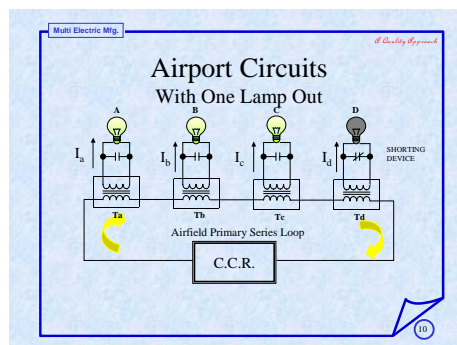 Multi Electric Mfg.
A Quality Approach
Airport Circuits
With One Lamp Out
A B C D
Ia Ib Ic Id
SHORTING
DEVICE
Ta Tb Tc Td
Airfield Primary Series Loop
C.C.R.
10